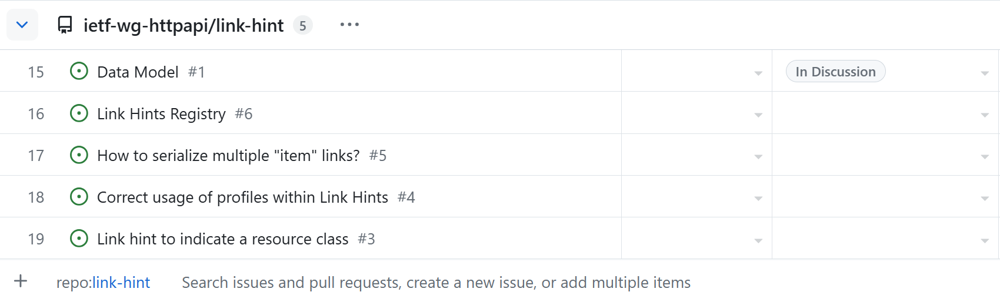 ietf-wg-httpapi/link-hint 5 ···
15 Data Model #1 In Discussion
16 Link Hints Registry #6
17 How to serialize multiple "item" links? #5
18 Correct usage of profiles within Link Hints #4
19 Link hint to indicate a resource class #3
+ repo:link-hint Search issues and pull requests, create a new issue, or add multiple items